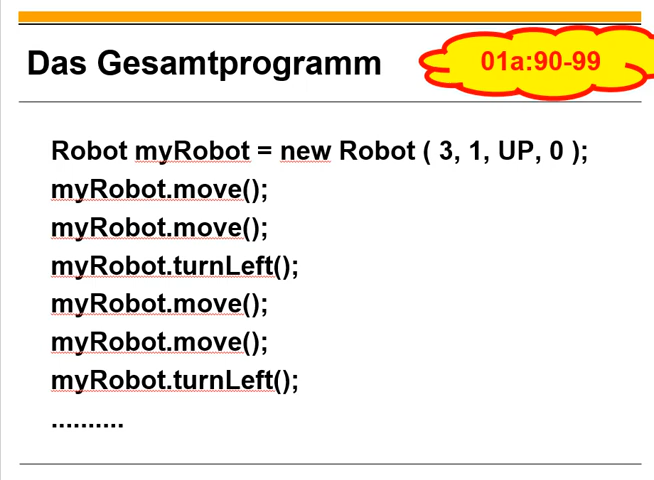 Das Gesamtprogramm
01a:90-99
Robot myRobot = new Robot ( 3, 1, UP, 0 );
myRobot.move();
myRobot.move();
myRobot.turnLeft();
myRobot.move();
myRobot.move();
myRobot.turnLeft();
..........